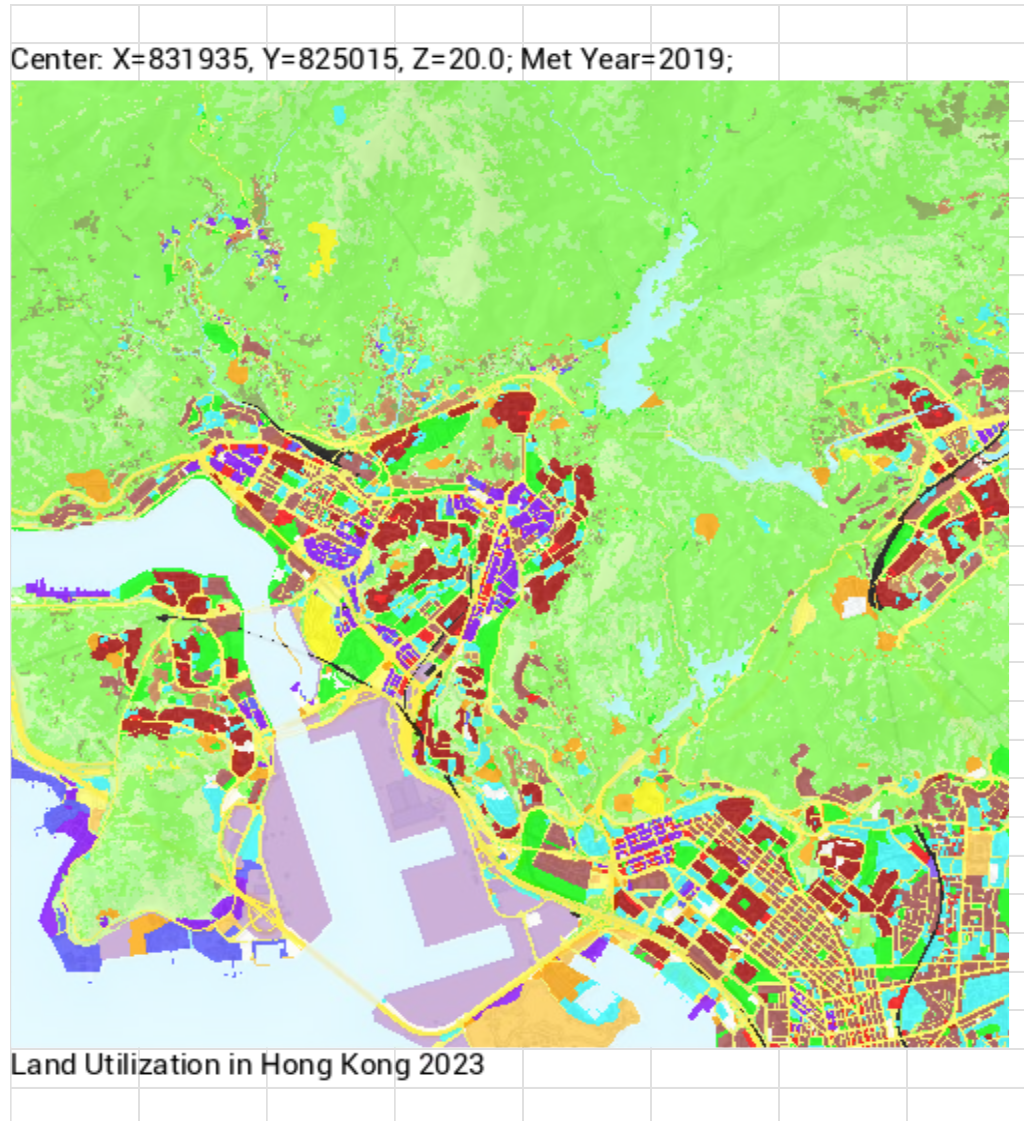 Center: X=831935, Y=825015, Z=20.0; Met Year=2019;
Land Utilization in Hong Kong 2023